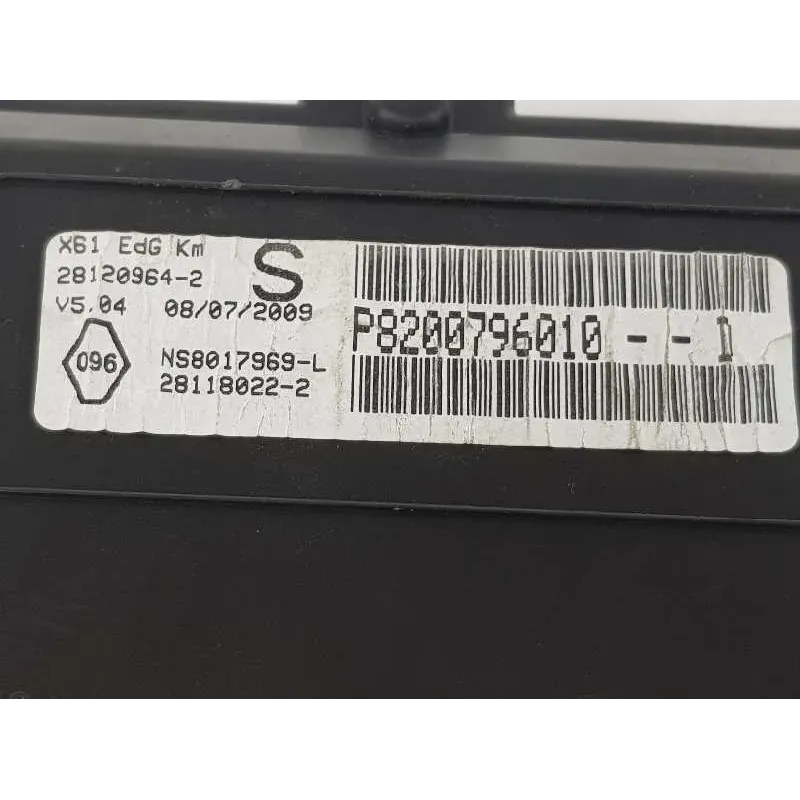 X61 EdG Km
S
28120964-2
V5.04 08/07/2009
P8200796010--I
096
NS8017969-L
28118022-2